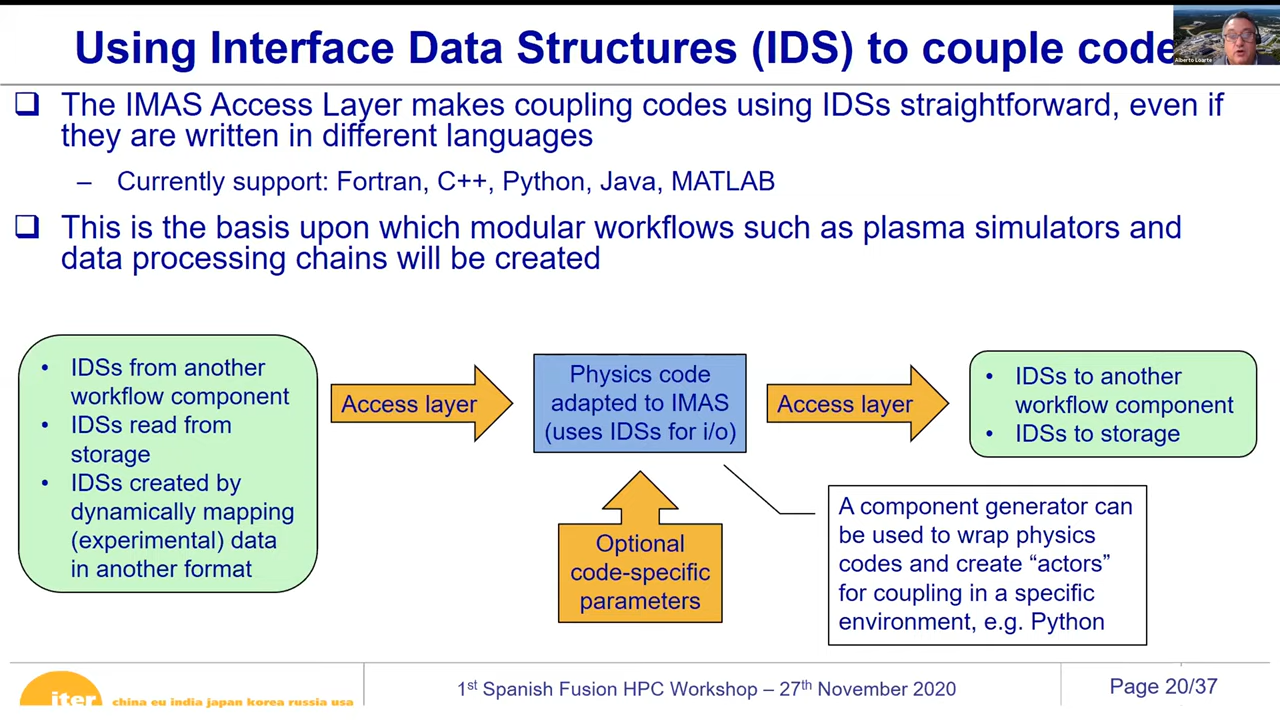 Using Interface Data Structures (IDS) to couple code
Alberto Loarte
❑ The IMAS Access Layer makes coupling codes using IDSs straightforward, even if
they are written in different languages
– Currently support: Fortran, C++, Python, Java, MATLAB
❑ This is the basis upon which modular workflows such as plasma simulators and
data processing chains will be created
• IDSs from another
workflow component
• IDSs read from
storage
• IDSs created by
dynamically mapping
(experimental) data
in another format
Access layer
Physics code
adapted to IMAS
(uses IDSs for i/o)
Access layer
• IDSs to another
workflow component
• IDSs to storage
Optional
code-specific
parameters
A component generator can
be used to wrap physics
codes and create “actors”
for coupling in a specific
environment, e.g. Python
iter
china eu india japan korea russia usa
1st Spanish Fusion HPC Workshop – 27th November 2020
Page 20/37